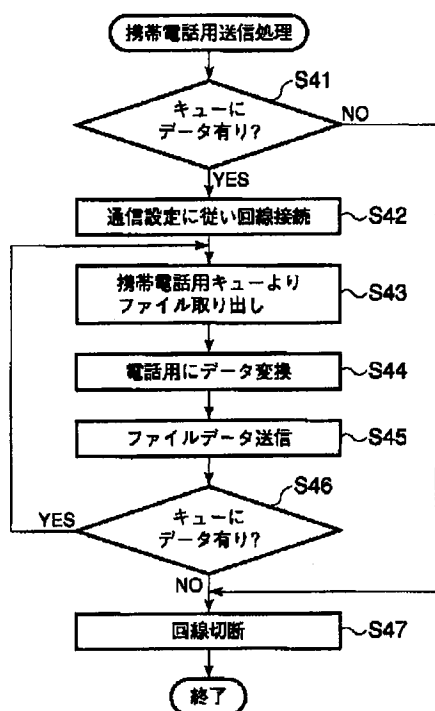 携帯電話用送信処理
S41
キューに
データ有り?
NO
YES
通信設定に従い回線接続
S42
携帯電話用キューより
ファイル取り出し
S43
電話用にデータ変換
S44
ファイルデータ送信
S45
S46
キューに
データ有り?
YES
NO
回線切断
S47
終了